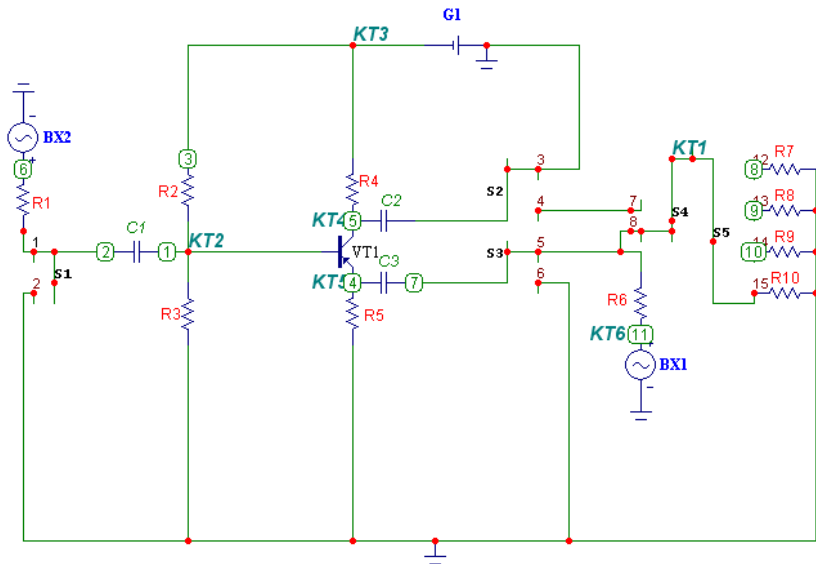 G1
KT3
BX2
3
12
R7
KT1
3
6
R2
R4
C2
S2
8
R1
4
7
13
R8
KT4
5
S4
9
8
C1
1
2
1
KT2
VT1
C3
S3
5
S5
14
R9
10
S1
2
KT5
4
7
6
15
R10
R3
R5
R6
KT6
11
BX1